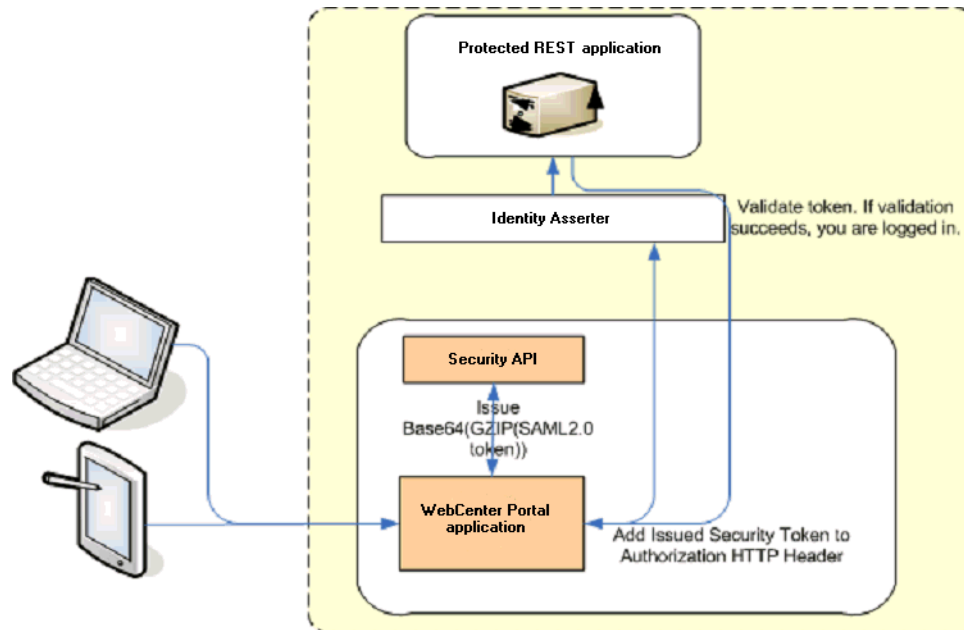 Protected REST application
Identity Asserter
Validate token. If validation
succeeds, you are logged in.
Security API
Issue
Base64(GZIP(SAML2.0
token))
WebCenter Portal
application
Add Issued Security Token to
Authorization HTTP Header